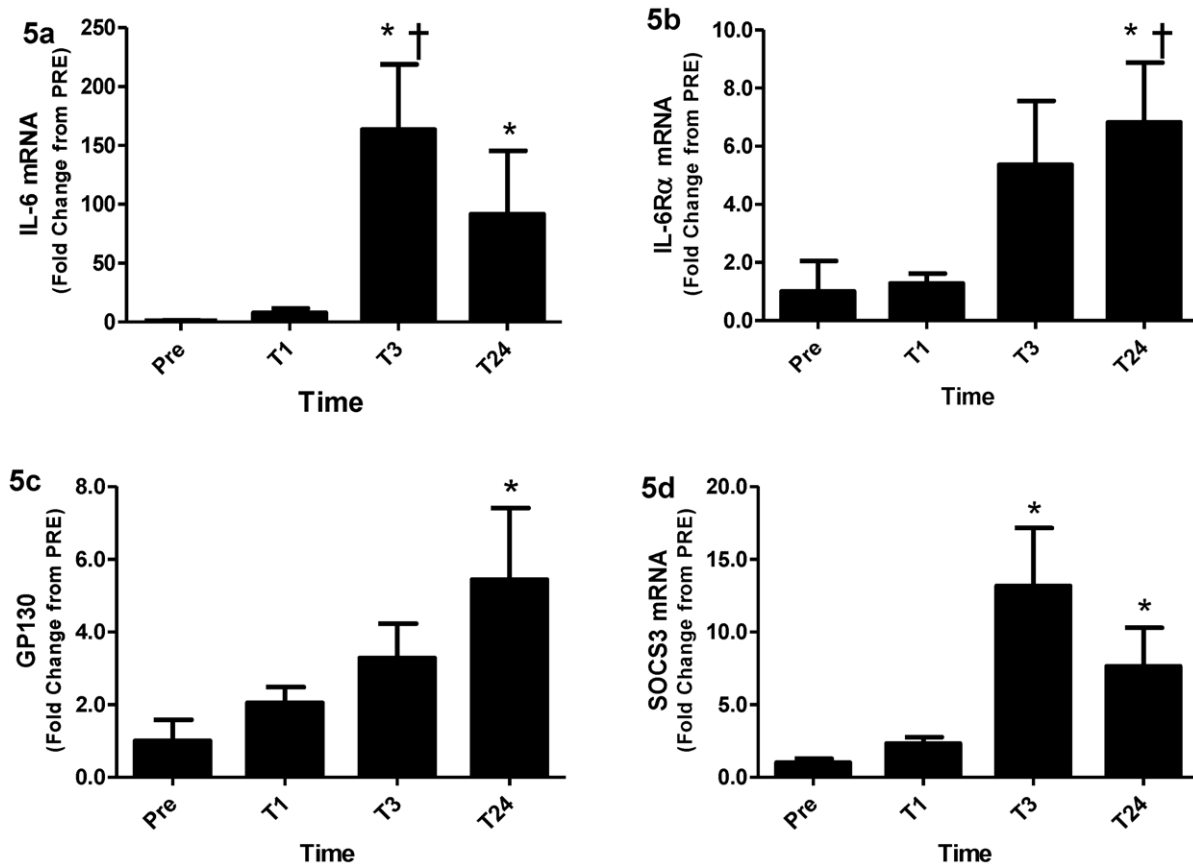 5a
IL-6 mRNA
(Fold Change from PRE)
250
200
150
100
50
0
* †
*
Pre
T1
T3
T24
Time
5b
IL-6Rα mRNA
(Fold Change from PRE)
10.0
8.0
6.0
4.0
2.0
0.0
* †
Pre
T1
T3
T24
Time
5c
GP130
(Fold Change from PRE)
8.0
6.0
4.0
2.0
0.0
*
Pre
T1
T3
T24
Time
5d
SOCS3 mRNA
(Fold Change from PRE)
20.0
15.0
10.0
5.0
0.0
*
*
Pre
T1
T3
T24
Time